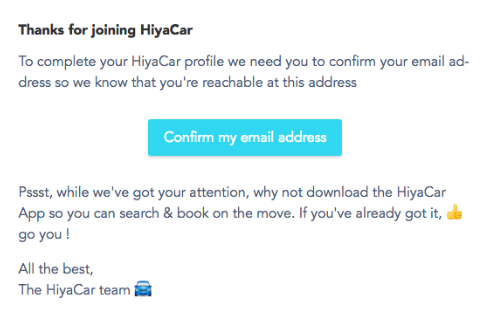 Thanks for joining HiyaCar
To complete your HiyaCar profile we need you to confirm your email ad-
dress so we know that you're reachable at this address
Confirm my email address
Pssst, while we've got your attention, why not download the HiyaCar
App so you can search & book on the move. If you've already got it, 👍
go you !
All the best,
The HiyaCar team 🚘